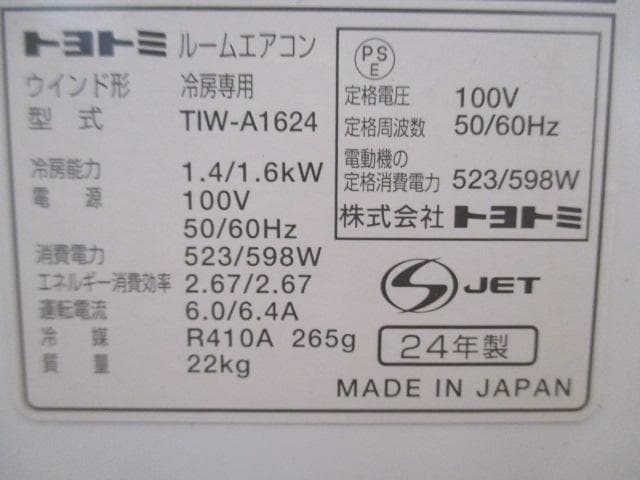 トヨトミ ルームエアコン
ウインド形 冷房専用
型式 TIW-A1624
冷房能力 1.4/1.6kW
電源 100V
50/60Hz
消費電力 523/598W
エネルギー消費効率 2.67/2.67
運転電流 6.0/6.4A
冷媒 R410A 265g
質量 22kg
PS
E
定格電圧 100V
定格周波数 50/60Hz
電動機の
定格消費電力 523/598W
株式会社 トヨトミ
S JET
24年製
MADE IN JAPAN